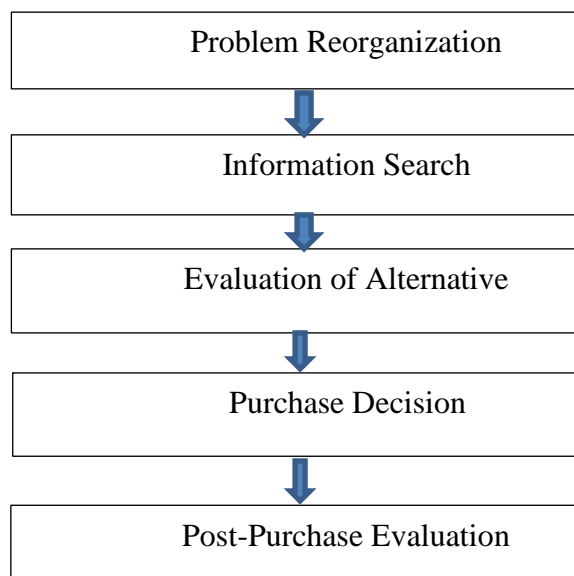 Problem Reorganization
Information Search
Evaluation of Alternative
Purchase Decision
Post-Purchase Evaluation